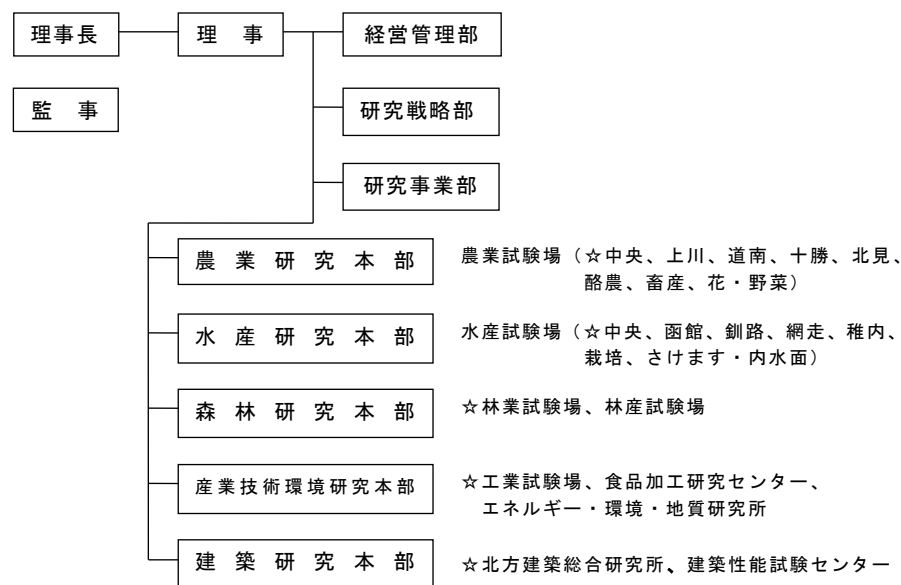 理事長
理　事
経営管理部
監　事
研究戦略部
研究事業部
農業研究本部
農業試験場（☆中央、上川、道南、十勝、北見、
酪農、畜産、花・野菜）
水産研究本部
水産試験場（☆中央、函館、釧路、網走、稚内、
栽培、さけます・内水面）
森林研究本部
☆林業試験場、林産試験場
産業技術環境研究本部
☆工業試験場、食品加工研究センター、
エネルギー・環境・地質研究所
建築研究本部
☆北方建築総合研究所、建築性能試験センター